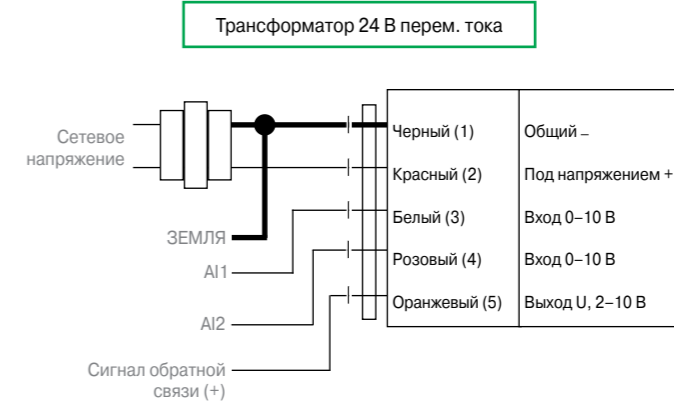 Трансформатор 24 В перем. тока
Сетевое
напряжение
Черный (1)
Общий –
Красный (2)
Под напряжением +
Белый (3)
Вход 0–10 В
ЗЕМЛЯ
Розовый (4)
Вход 0–10 В
AI1
Оранжевый (5)
Выход U, 2–10 В
AI2
Сигнал обратной
связи (+)